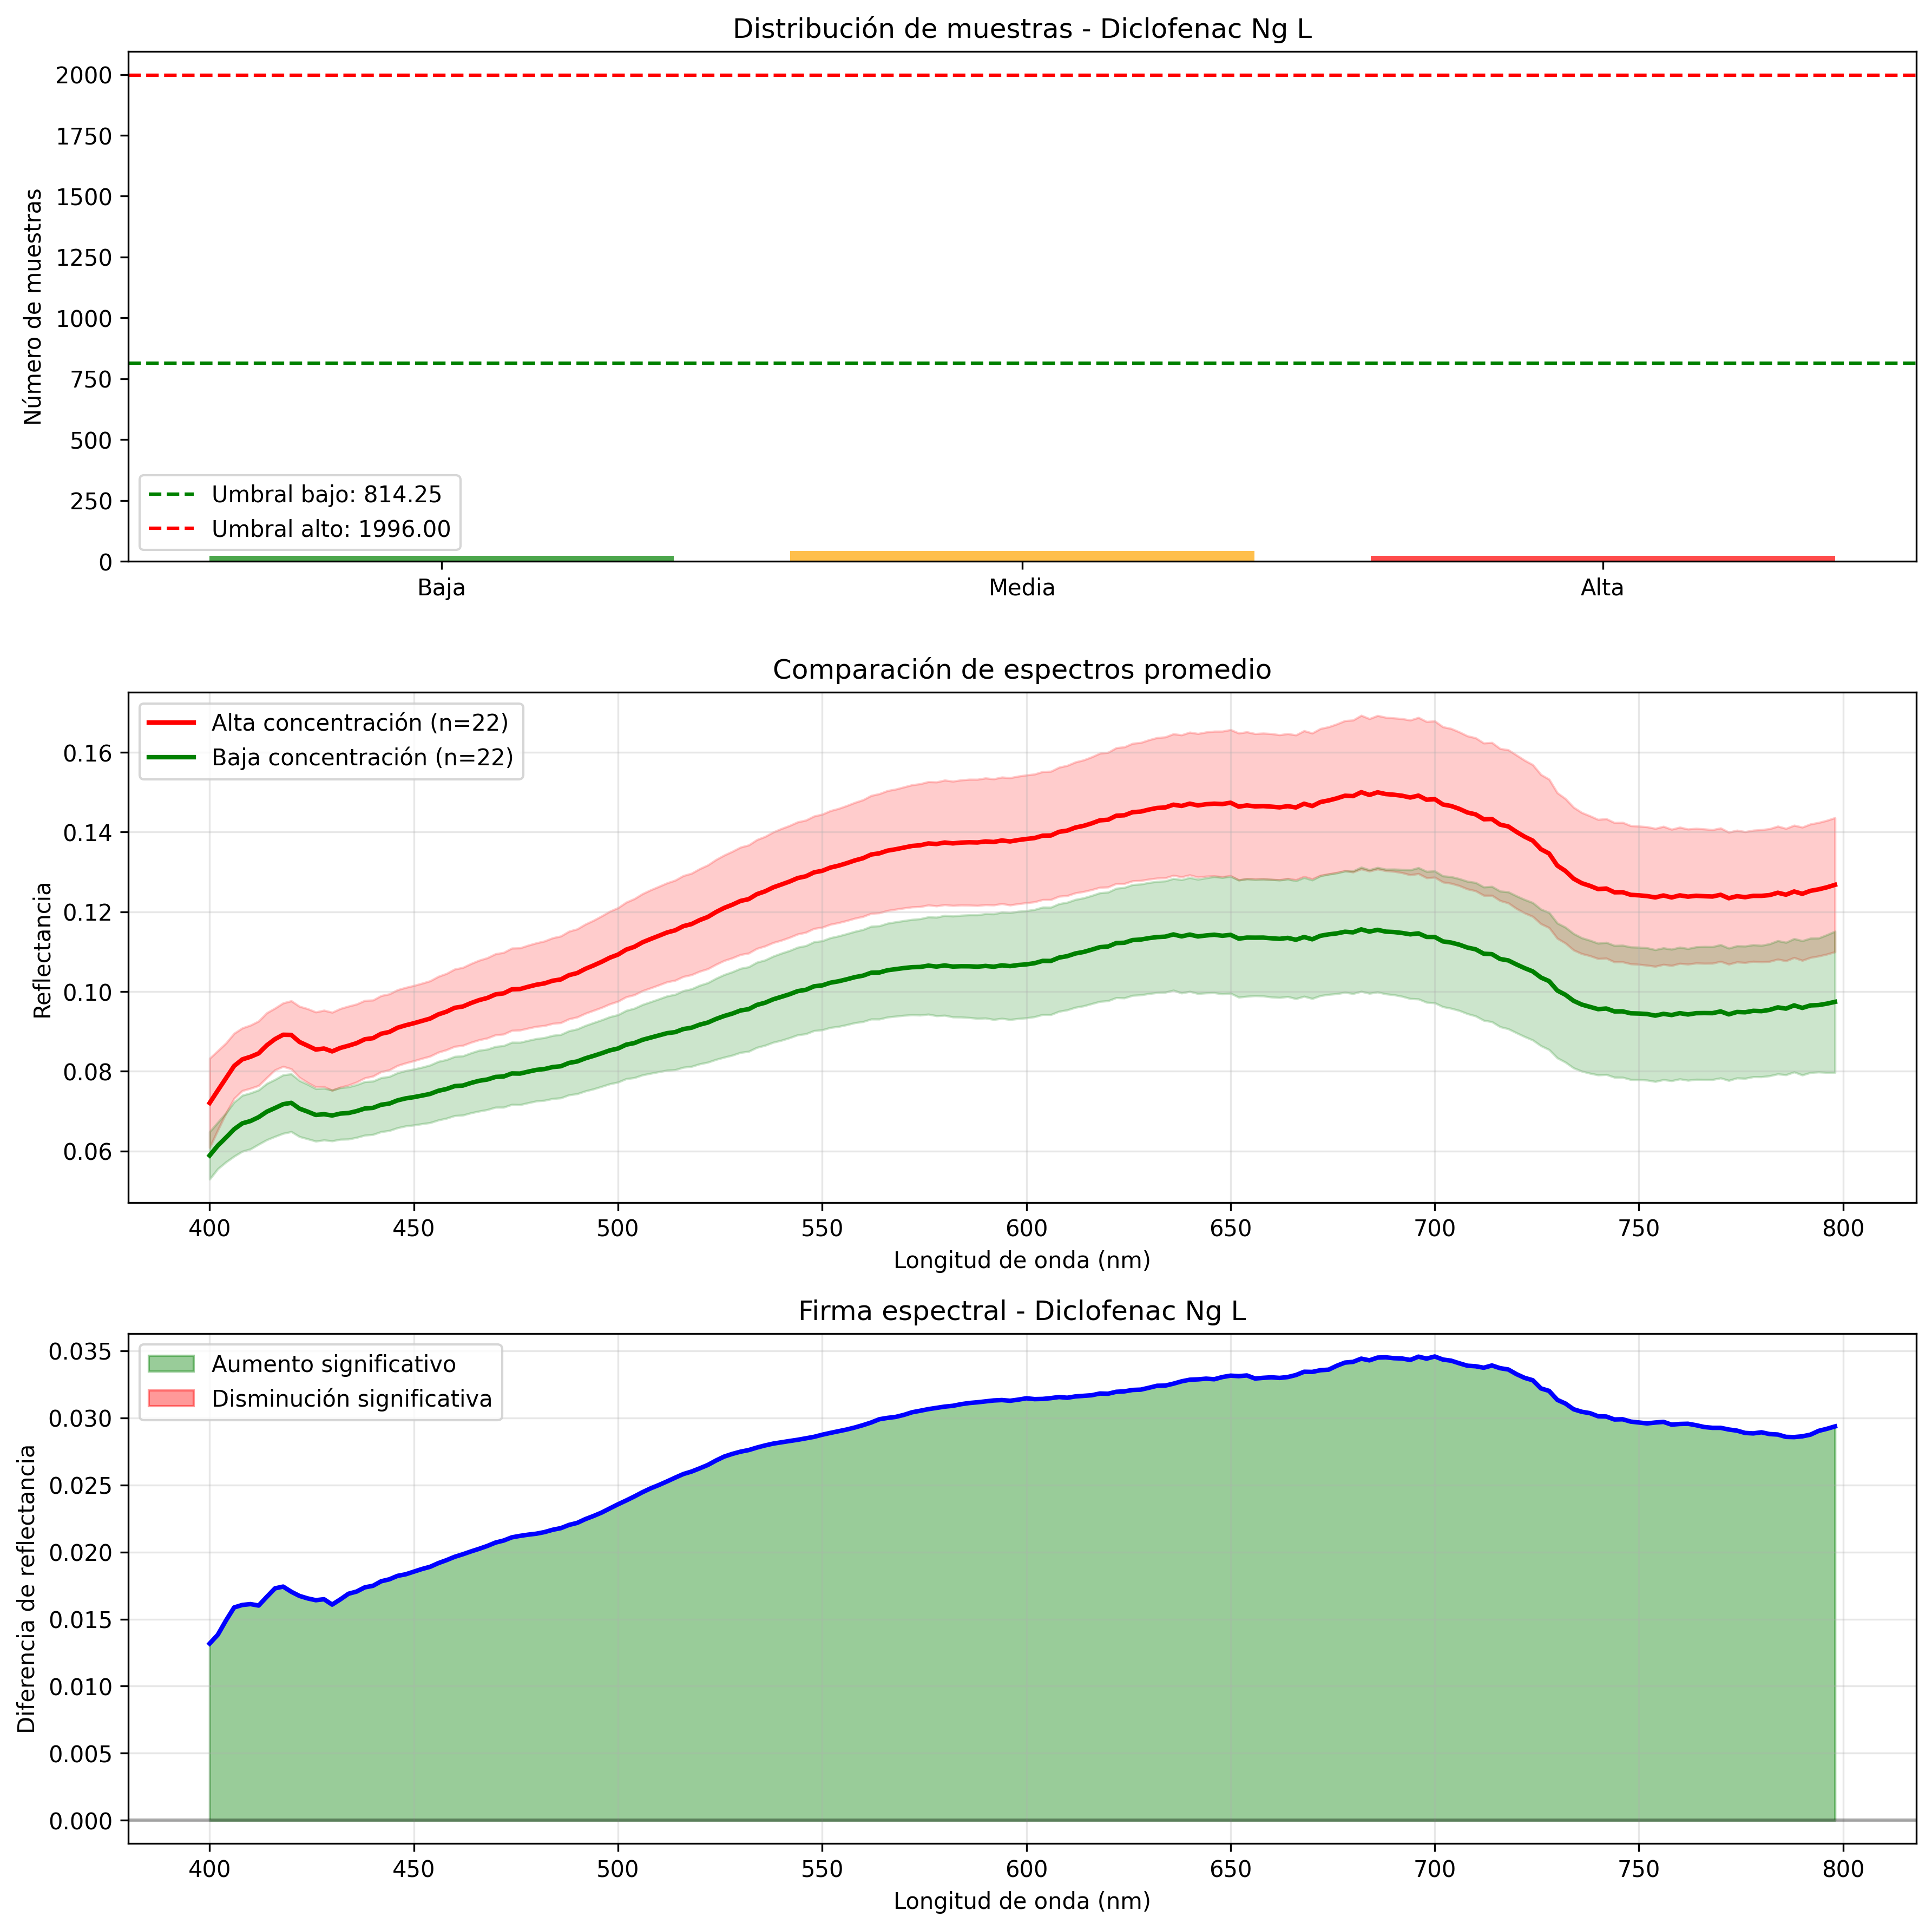 Distribución de muestras - Diclofenac Ng L
Número de muestras
2000
1750
1500
1250
1000
750
500
250
0
Umbral bajo: 814.25
Umbral alto: 1996.00
Baja
Media
Alta
Comparación de espectros promedio
Reflectancia
0.16
0.14
0.12
0.10
0.08
0.06
Alta concentración (n=22)
Baja concentración (n=22)
400
450
500
550
600
650
700
750
800
Longitud de onda (nm)
Firma espectral - Diclofenac Ng L
Diferencia de reflectancia
0.035
0.030
0.025
0.020
0.015
0.010
0.005
0.000
Aumento significativo
Disminución significativa
400
450
500
550
600
650
700
750
800
Longitud de onda (nm)